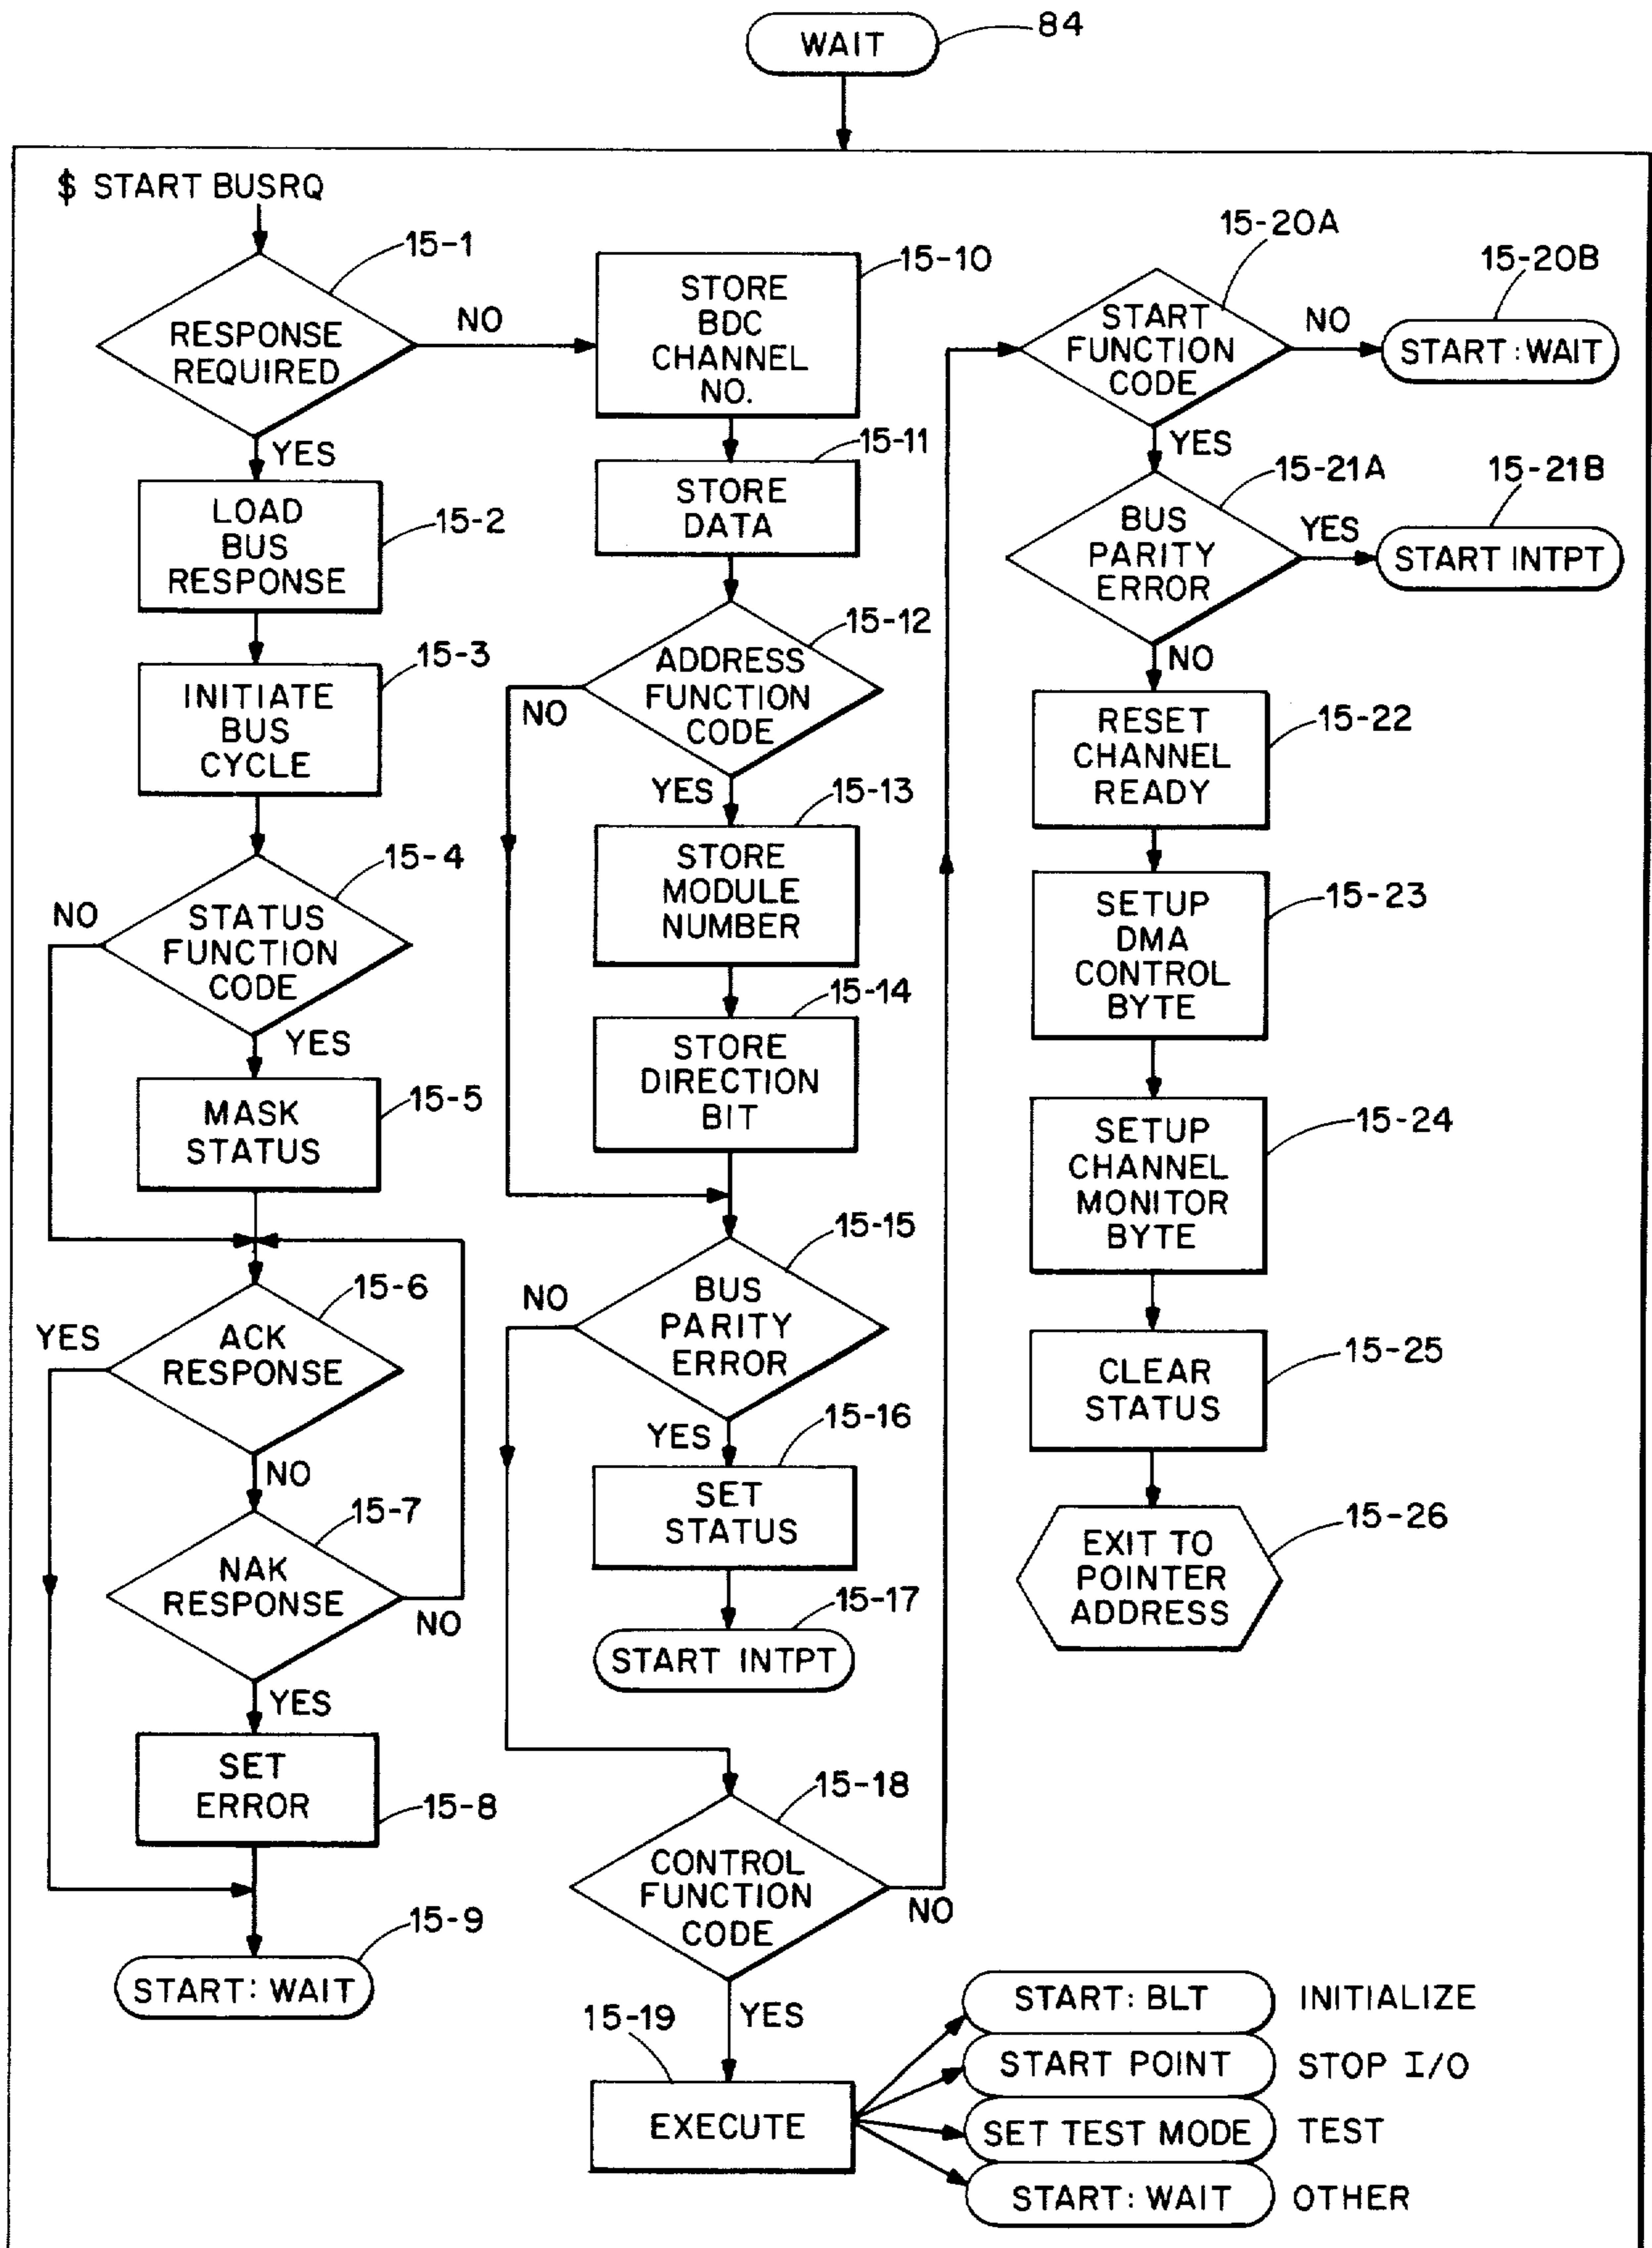 WAIT
84
$ START BUSRQ
15-1
RESPONSE
REQUIRED
NO
YES
LOAD
BUS
RESPONSE
15-2
15-3
INITIATE
BUS
CYCLE
15-4
NO
STATUS
FUNCTION
CODE
YES
MASK
STATUS
15-5
15-6
YES
ACK
RESPONSE
NO
15-7
NAK
RESPONSE
NO
YES
SET
ERROR
15-8
15-9
START: WAIT
15-10
STORE
BDC
CHANNEL
NO.
15-11
STORE
DATA
15-12
ADDRESS
FUNCTION
CODE
NO
YES
15-13
STORE
MODULE
NUMBER
15-14
STORE
DIRECTION
BIT
15-15
NO
BUS
PARITY
ERROR
YES
15-16
SET
STATUS
15-17
START INTPT
15-18
CONTROL
FUNCTION
CODE
NO
YES
15-19
EXECUTE
START: BLT INITIALIZE
START POINT STOP I/O
SET TEST MODE TEST
START: WAIT OTHER
15-20A
START
FUNCTION
CODE
NO
15-20B
START: WAIT
YES
15-21A
BUS
PARITY
ERROR
YES
15-21B
START INTPT
NO
RESET
CHANNEL
READY
15-22
SETUP
DMA
CONTROL
BYTE
15-23
SETUP
CHANNEL
MONITOR
BYTE
15-24
CLEAR
STATUS
15-25
EXIT TO
POINTER
ADDRESS
15-26